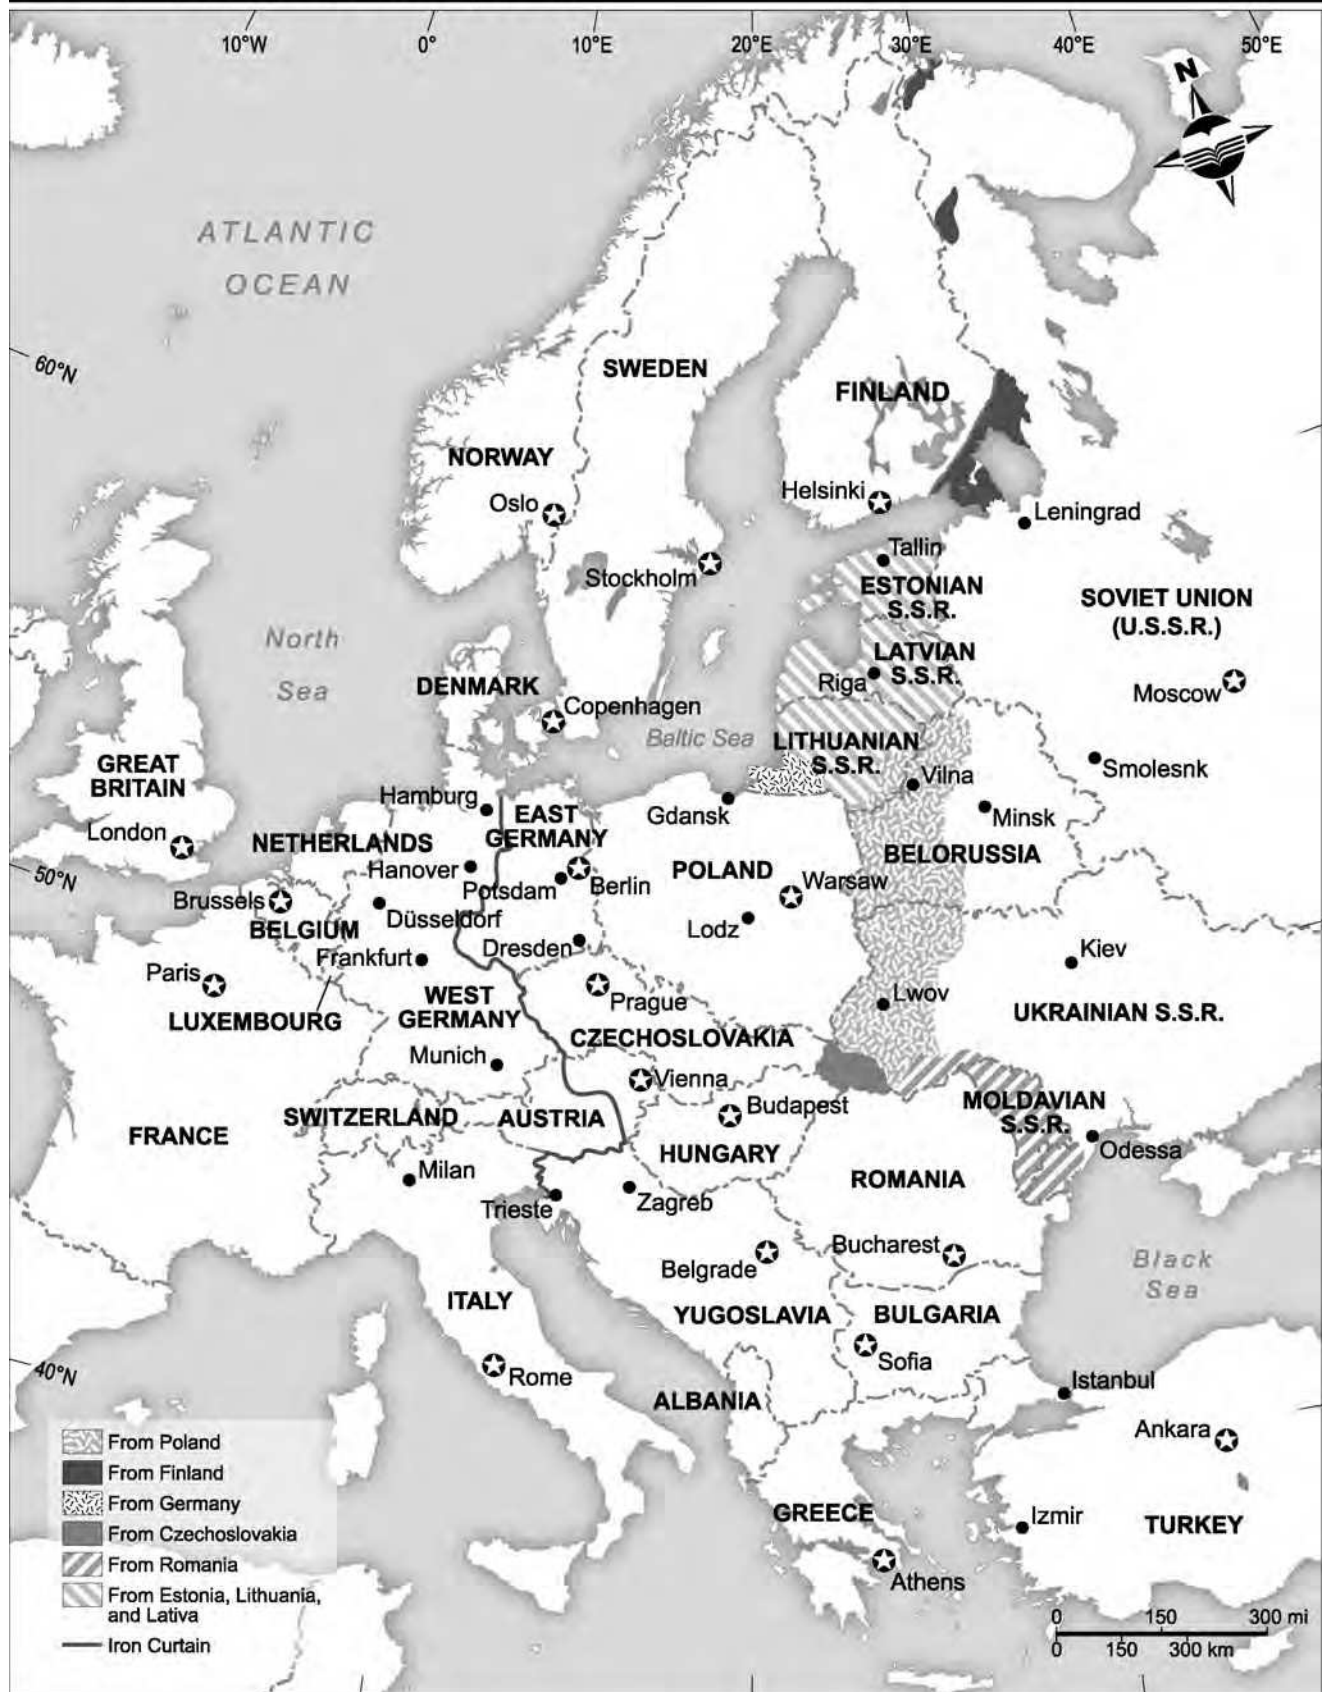 10°W
0°
10°E
20°E
30°E
40°E
50°E
N
ATLANTIC
OCEAN
60°N
SWEDEN
FINLAND
NORWAY
Oslo
Helsinki
Leningrad
Tallin
Stockholm
ESTONIAN
S.S.R.
SOVIET UNION
(U.S.S.R.)
North
Sea
LATVIAN
S.S.R.
Riga
Moscow
DENMARK
Copenhagen
Baltic Sea
LITHUANIAN
S.S.R.
Vilna
Smolesnk
GREAT
BRITAIN
London
Hamburg
EAST
GERMANY
Gdansk
Minsk
NETHERLANDS
Hanover
Potsdam
Berlin
POLAND
Warsaw
BELORUSSIA
50°N
Brussels
BELGIUM
Düsseldorf
Lodz
Dresden
Frankfurt
Kiev
Paris
Prague
Lwov
LUXEMBOURG
WEST
GERMANY
UKRAINIAN S.S.R.
CZECHOSLOVAKIA
Munich
Vienna
Budapest
MOLDAVIAN
S.S.R.
SWITZERLAND
AUSTRIA
FRANCE
HUNGARY
Odessa
Milan
ROMANIA
Trieste
Zagreb
Bucharest
Belgrade
Black
Sea
ITALY
YUGOSLAVIA
BULGARIA
Sofia
40°N
Rome
Istanbul
ALBANIA
Ankara
GREECE
Izmir
TURKEY
Athens
From Poland
From Finland
From Germany
From Czechoslovakia
From Romania
From Estonia, Lithuania,
and Lativa
Iron Curtain
0 150 300 mi
0 150 300 km